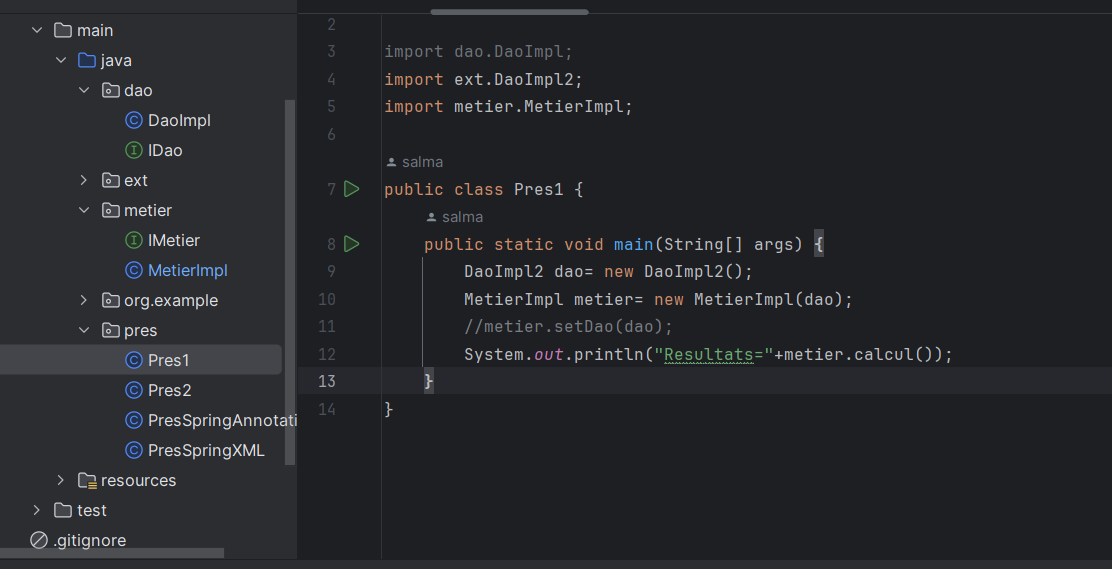 main
java
dao
DaoImpl
IDao
ext
metier
IMetier
MetierImpl
org.example
pres
Pres1
Pres2
PresSpringAnnotati
PresSpringXML
resources
test
.gitignore
2
3 import dao.DaoImpl;
4 import ext.DaoImpl2;
5 import metier.MetierImpl;
6
salma
7 public class Pres1 {
salma
8 public static void main(String[] args) {
9 DaoImpl2 dao= new DaoImpl2();
10 MetierImpl metier= new MetierImpl(dao);
11 //metier.setDao(dao);
12 System.out.println("Resultats="+metier.calcul());
13 }
14 }